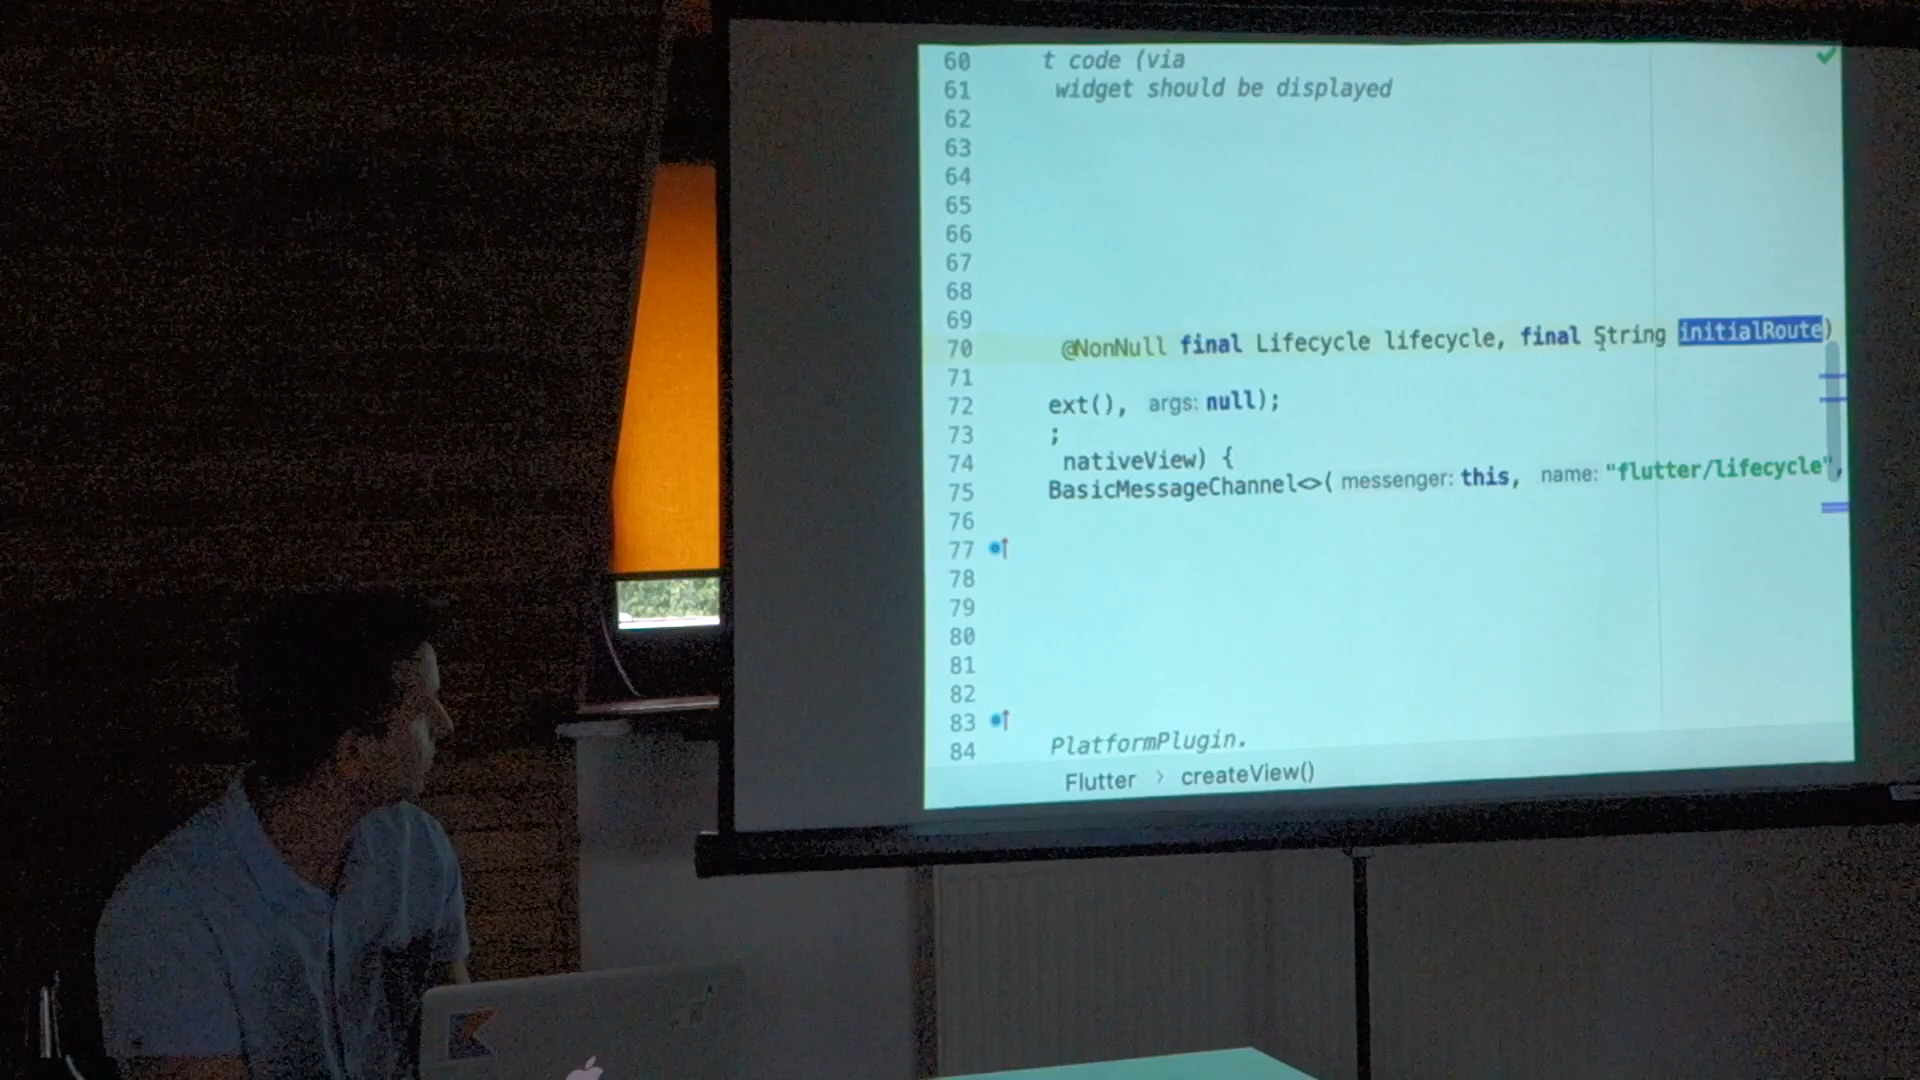 60 t code (via
61 widget should be displayed
62
63
64
65
66
67
68
69
70 @NonNull final Lifecycle lifecycle, final String initialRoute)
71
72 ext(), args: null);
73 ;
74 nativeView) {
75 BasicMessageChannel<>( messenger: this, name: "flutter/lifecycle",
76
77
78
79
80
81
82
83
84 PlatformPlugin.
Flutter > createView()